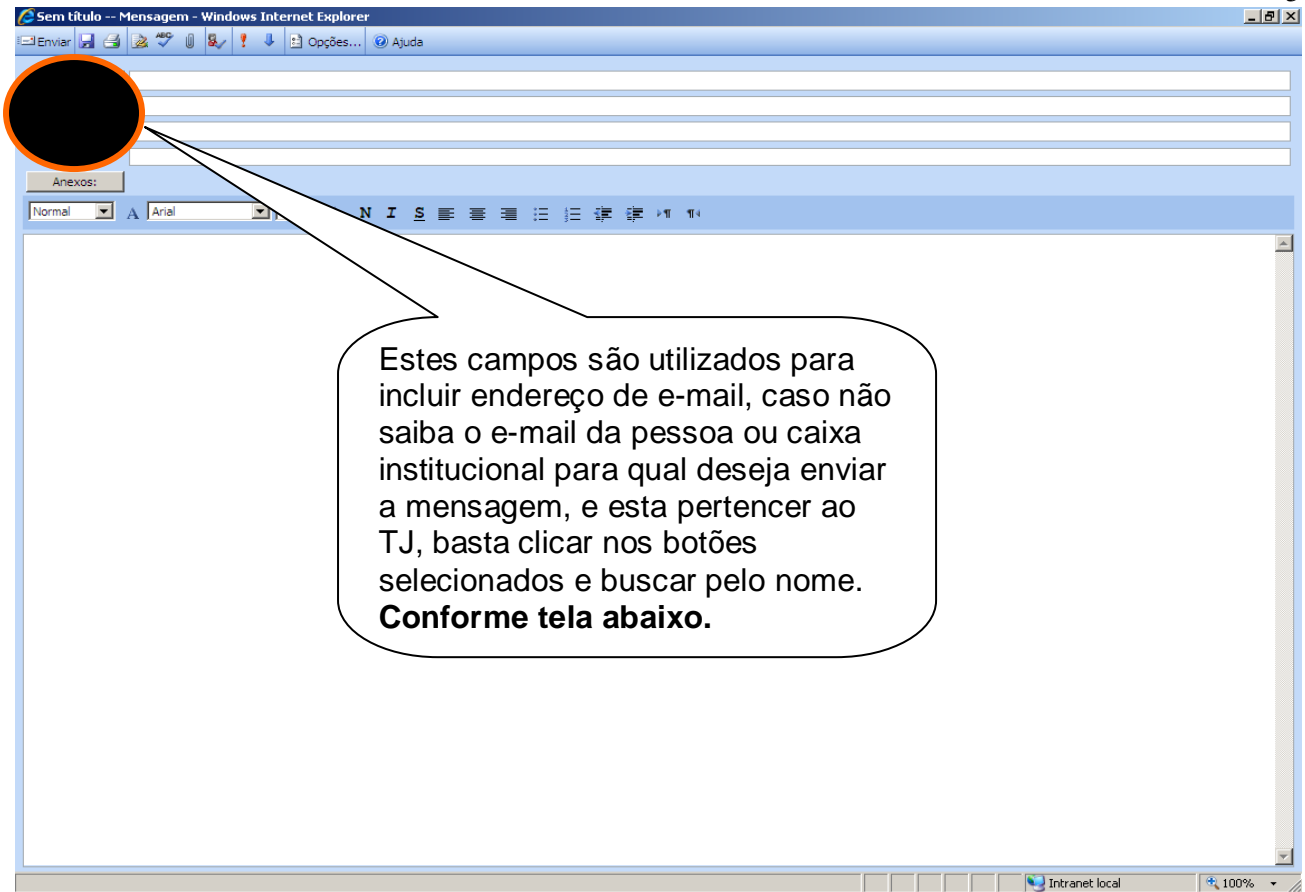 Sem título -- Mensagem - Windows Internet Explorer
Enviar Opções... Ajuda
Anexos:
Normal A Arial N I S
Estes campos são utilizados para
incluir endereço de e-mail, caso não
saiba o e-mail da pessoa ou caixa
institucional para qual deseja enviar
a mensagem, e esta pertencer ao
TJ, basta clicar nos botões
selecionados e buscar pelo nome.
Conforme tela abaixo.
Intranet local 100%